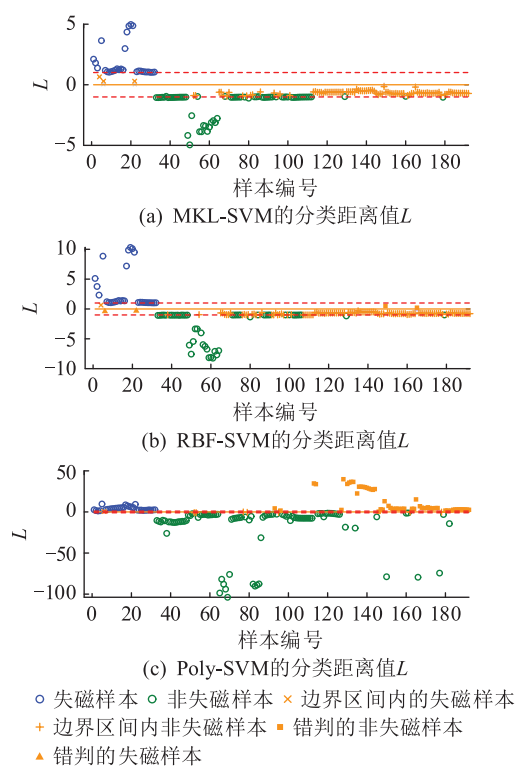 5
0
−5
L
0 20 40 60 80 100 120 140 160 180
样本编号
(a) MKL-SVM的分类距离值L
10
5
0
−5
−10
L
0 20 40 60 80 100 120 140 160 180
样本编号
(b) RBF-SVM的分类距离值L
50
0
−50
−100
L
0 20 40 60 80 100 120 140 160 180
样本编号
(c) Poly-SVM的分类距离值L
失磁样本 非失磁样本 边界区间内的失磁样本
边界区间内非失磁样本 错判的非失磁样本
错判的失磁样本